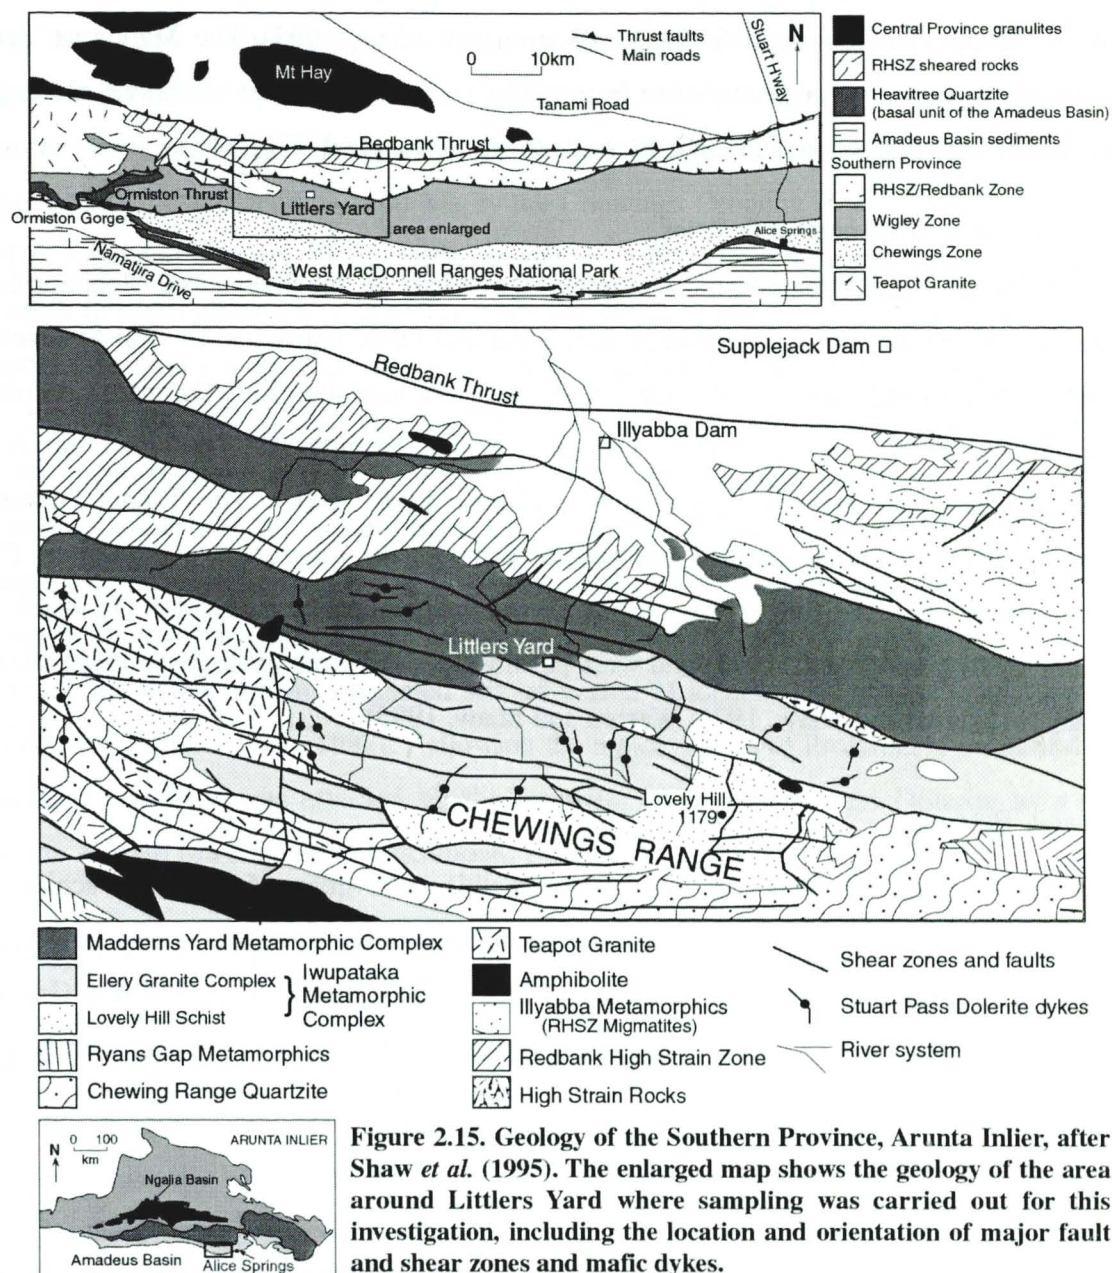 Central Province granulites
RHSZ sheared rocks
Heavitree Quartzite
(basal unit of the Amadeus Basin)
Amadeus Basin sediments
Southern Province
RHSZ/Redbank Zone
Wigley Zone
Chewings Zone
Teapot Granite
Thrust faults
Main roads
0 10km
N
Stuart H'way
Mt Hay
Tanami Road
Redbank Thrust
Ormiston Thrust
Littlers Yard
Ormiston Gorge
area enlarged
Alice Springs
Namatjira Drive
West MacDonnell Ranges National Park
Supplejack Dam
Redbank Thrust
Illyabba Dam
Littlers Yard
Lovely Hill
1179
CHEWINGS RANGE
Madderns Yard Metamorphic Complex
Ellery Granite Complex
Lovely Hill Schist
} Iwupataka
Metamorphic
Complex
Ryans Gap Metamorphics
Chewing Range Quartzite
Teapot Granite
Amphibolite
Illyabba Metamorphics
(RHSZ Migmatites)
Redbank High Strain Zone
High Strain Rocks
Shear zones and faults
Stuart Pass Dolerite dykes
River system
0 100
km
N
ARUNTA INLIER
Ngalia Basin
Amadeus Basin
Alice Springs
Figure 2.15. Geology of the Southern Province, Arunta Inlier, after
Shaw et al. (1995). The enlarged map shows the geology of the area
around Littlers Yard where sampling was carried out for this
investigation, including the location and orientation of major fault
and shear zones and mafic dykes.